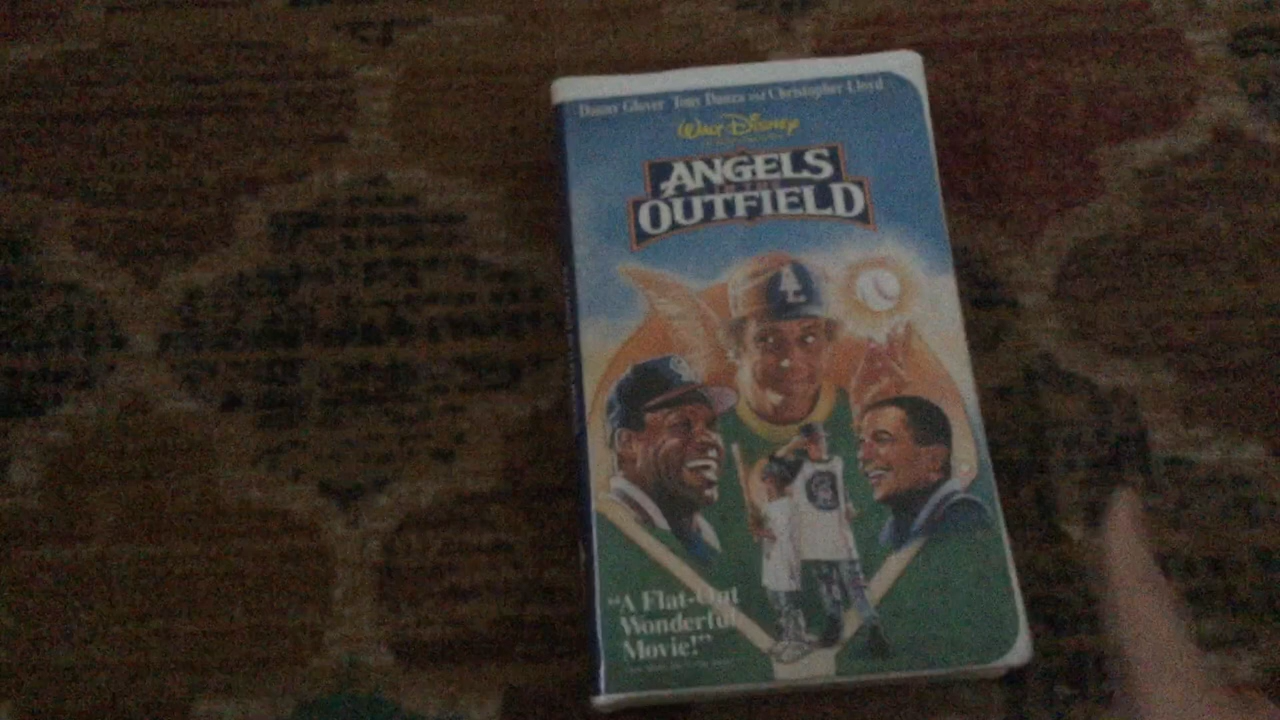 Danny Glover Tony Danza and Christopher Lloyd
WALT DISNEY
ANGELS
IN THE
OUTFIELD
"A Flat-Out
Wonderful
Movie!"